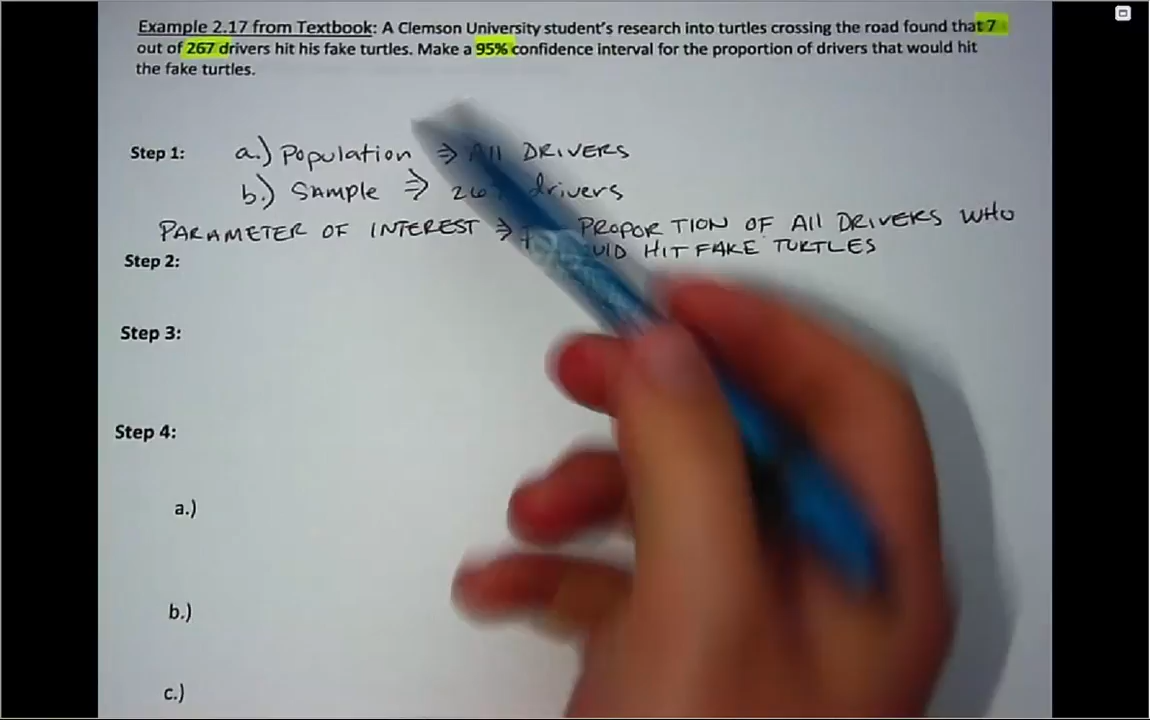 Example 2.17 from Textbook: A Clemson University student's research into turtles crossing the road found that 7
out of 267 drivers hit his fake turtles. Make a 95% confidence interval for the proportion of drivers that would hit
the fake turtles.
Step 1: a.) Population ⇒ All DRIVERS
b.) SAmple ⇒ drivers
PARAMETER OF INTEREST ⇒ PROPORTION OF All DRIVERS WHO
HIT FAKE TURTLES
Step 2:
Step 3:
Step 4:
a.)
b.)
c.)